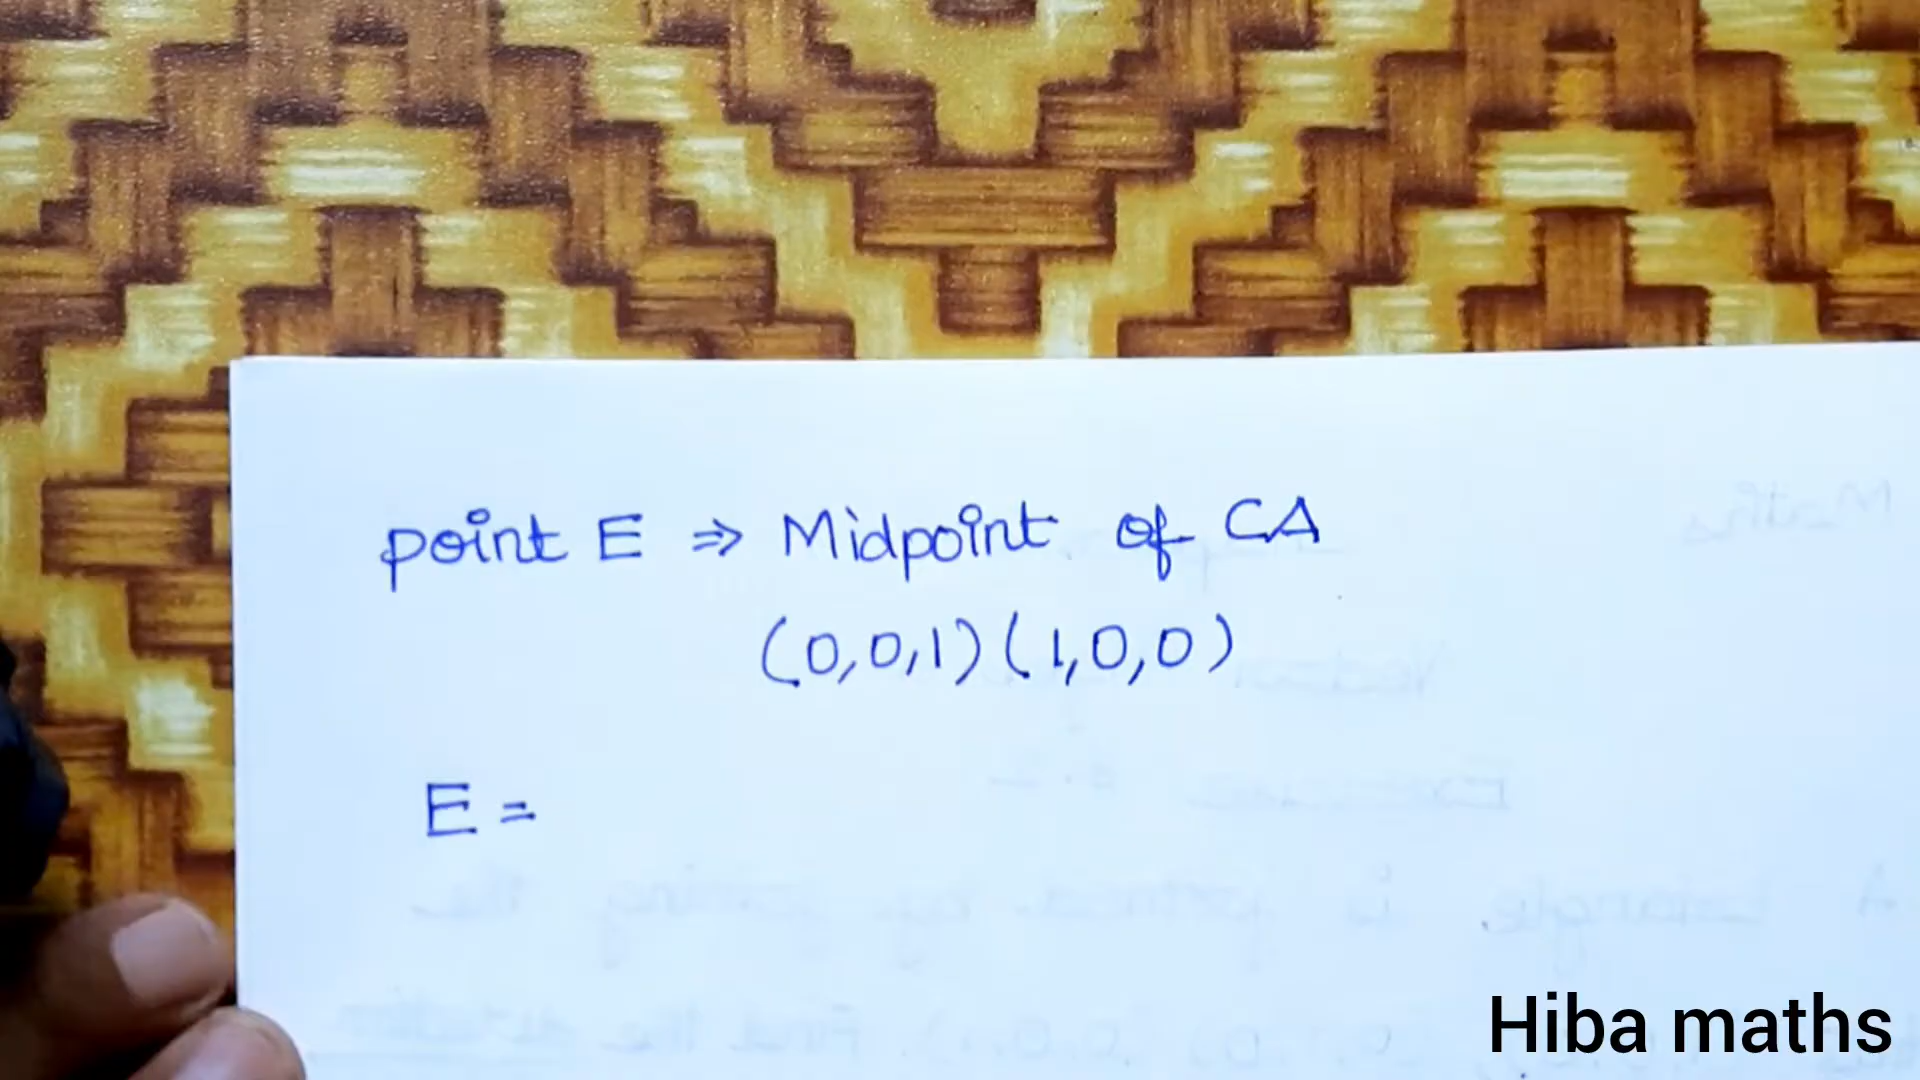 point E ⇒ Midpoint of CA
(0,0,1) (1,0,0)
E =
Hiba maths